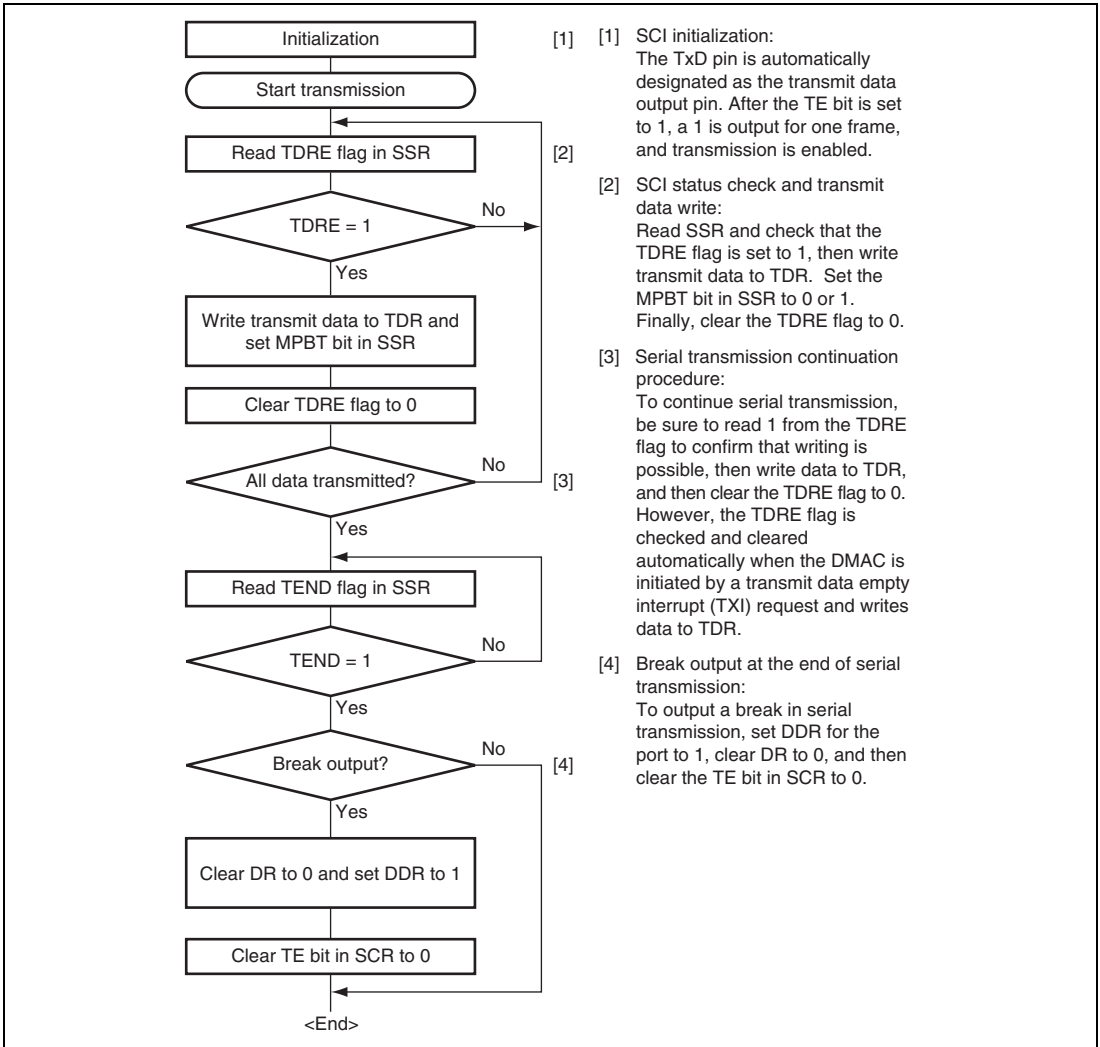 Initialization
[1]
Start transmission
Read TDRE flag in SSR
[2]
TDRE = 1
No
Yes
Write transmit data to TDR and
set MPBT bit in SSR
Clear TDRE flag to 0
All data transmitted?
No
[3]
Yes
Read TEND flag in SSR
TEND = 1
No
Yes
Break output?
No
[4]
Yes
Clear DR to 0 and set DDR to 1
Clear TE bit in SCR to 0
<End>
[1] SCI initialization:
The TxD pin is automatically
designated as the transmit data
output pin. After the TE bit is set
to 1, a 1 is output for one frame,
and transmission is enabled.
[2] SCI status check and transmit
data write:
Read SSR and check that the
TDRE flag is set to 1, then write
transmit data to TDR. Set the
MPBT bit in SSR to 0 or 1.
Finally, clear the TDRE flag to 0.
[3] Serial transmission continuation
procedure:
To continue serial transmission,
be sure to read 1 from the TDRE
flag to confirm that writing is
possible, then write data to TDR,
and then clear the TDRE flag to 0.
However, the TDRE flag is
checked and cleared
automatically when the DMAC is
initiated by a transmit data empty
interrupt (TXI) request and writes
data to TDR.
[4] Break output at the end of serial
transmission:
To output a break in serial
transmission, set DDR for the
port to 1, clear DR to 0, and then
clear the TE bit in SCR to 0.